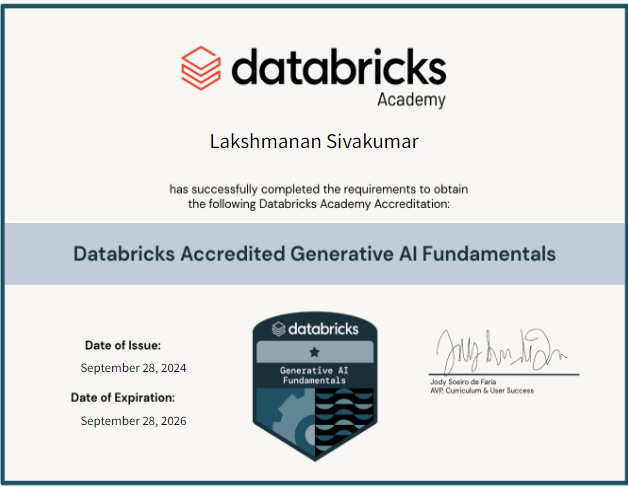 databricks
Academy
Lakshmanan Sivakumar
has successfully completed the requirements to obtain
the following Databricks Academy Accreditation:
Databricks Accredited Generative AI Fundamentals
Date of Issue:
September 28, 2024
Date of Expiration:
September 28, 2026
databricks
Generative AI
Fundamentals
Jody Soeiro de Faria
AVP, Curriculum & User Success